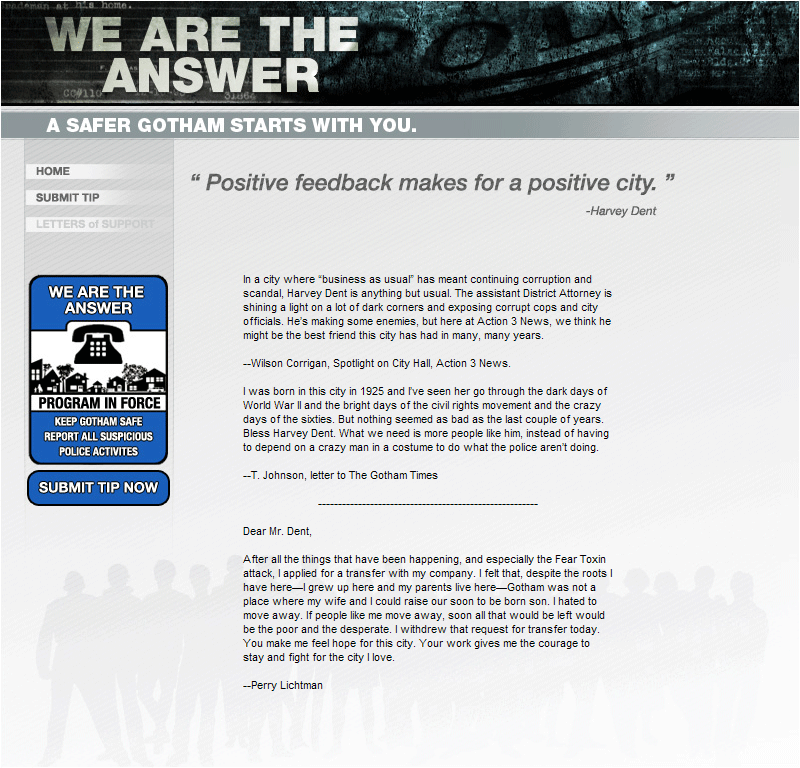 ademan at his home.
WE ARE THE
ANSWER
A SAFER GOTHAM STARTS WITH YOU.
HOME
SUBMIT TIP
LETTERS of SUPPORT
“ Positive feedback makes for a positive city. ”
-Harvey Dent
WE ARE THE
ANSWER
PROGRAM IN FORCE
KEEP GOTHAM SAFE
REPORT ALL SUSPICIOUS
POLICE ACTIVITES
SUBMIT TIP NOW
In a city where “business as usual” has meant continuing corruption and
scandal, Harvey Dent is anything but usual. The assistant District Attorney is
shining a light on a lot of dark corners and exposing corrupt cops and city
officials. He’s making some enemies, but here at Action 3 News, we think he
might be the best friend this city has had in many, many years.
--Wilson Corrigan, Spotlight on City Hall, Action 3 News.
I was born in this city in 1925 and I’ve seen her go through the dark days of
World War II and the bright days of the civil rights movement and the crazy
days of the sixties. But nothing seemed as bad as the last couple of years.
Bless Harvey Dent. What we need is more people like him, instead of having
to depend on a crazy man in a costume to do what the police aren’t doing.
--T. Johnson, letter to The Gotham Times
-------------------------------------------------------
Dear Mr. Dent,
After all the things that have been happening, and especially the Fear Toxin
attack, I applied for a transfer with my company. I felt that, despite the roots I
have here—I grew up here and my parents live here—Gotham was not a
place where my wife and I could raise our soon to be born son. I hated to
move away. If people like me move away, soon all that would be left would
be the poor and the desperate. I withdrew that request for transfer today.
You make me feel hope for this city. Your work gives me the courage to
stay and fight for the city I love.
--Perry Lichtman